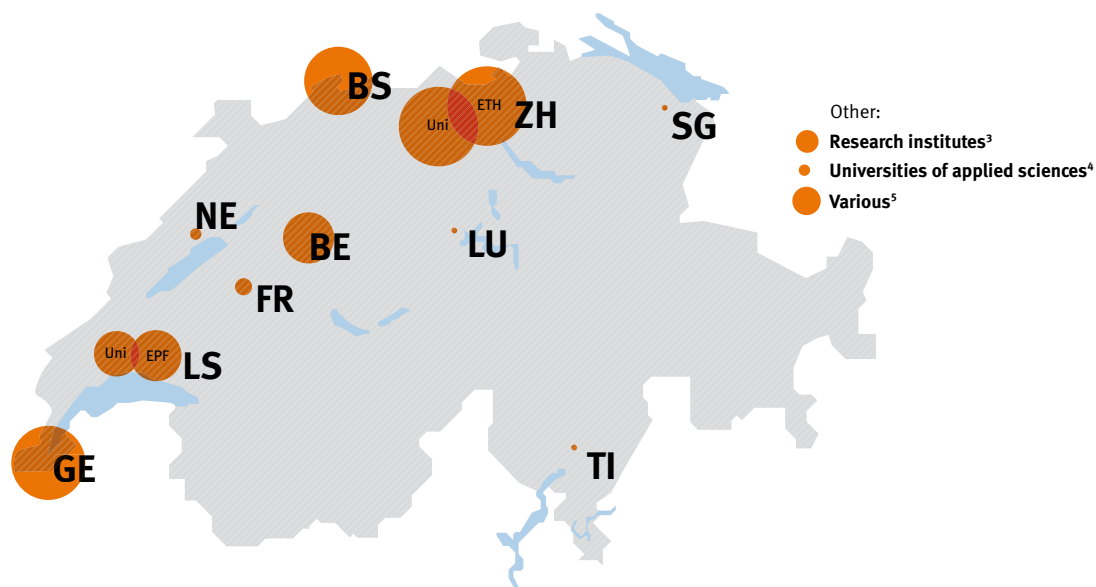 BS
ETH
Uni
ZH
SG
Other:
Research institutes³
Universities of applied sciences⁴
Various⁵
NE
BE
LU
FR
Uni
EPF
LS
GE
TI